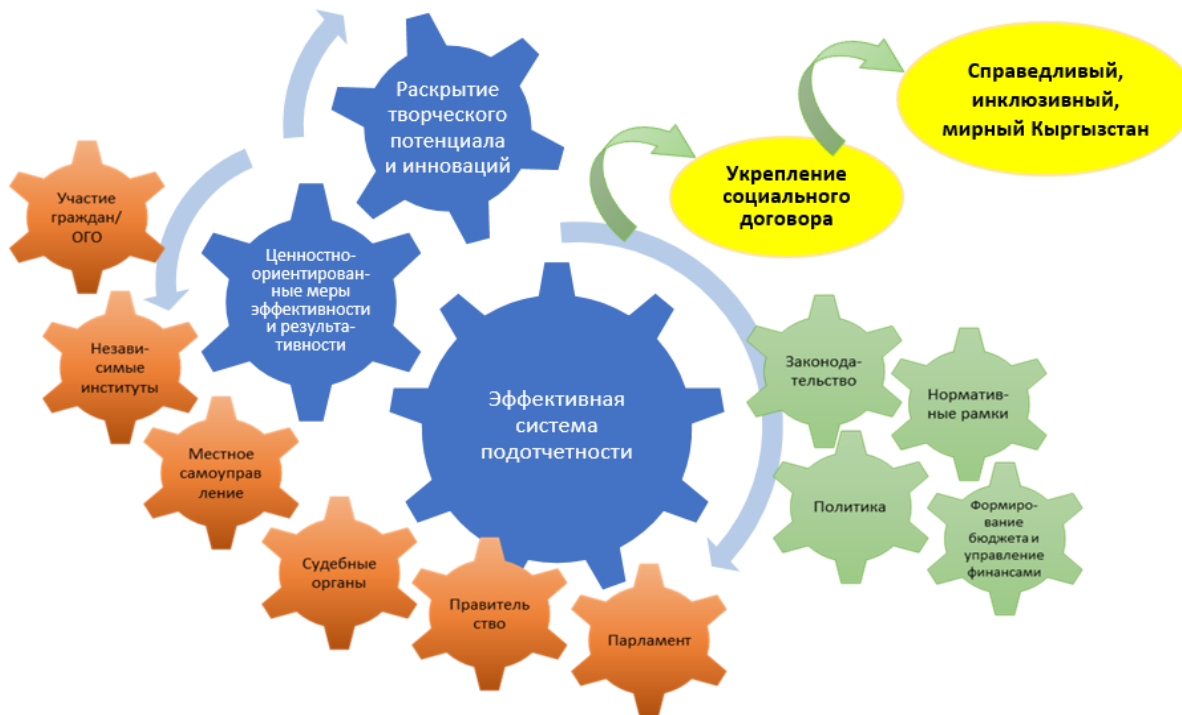 Раскрытие
творческого
потенциала
и инноваций
Справедливый,
инклюзивный,
мирный Кыргызстан
Укрепление
социального
договора
Участие
граждан/
ОГО
Ценностно-
ориентирован-
ные меры
эффективности
и результа-
тивности
Независи-
мые
институты
Эффективная
система
подотчетности
Законода-
тельство
Норматив-
ные рамки
Местное
самоуправ
ление
Политика
Формиро-
вание
бюджета и
управление
финансами
Судебные
органы
Правитель
ство
Парламент